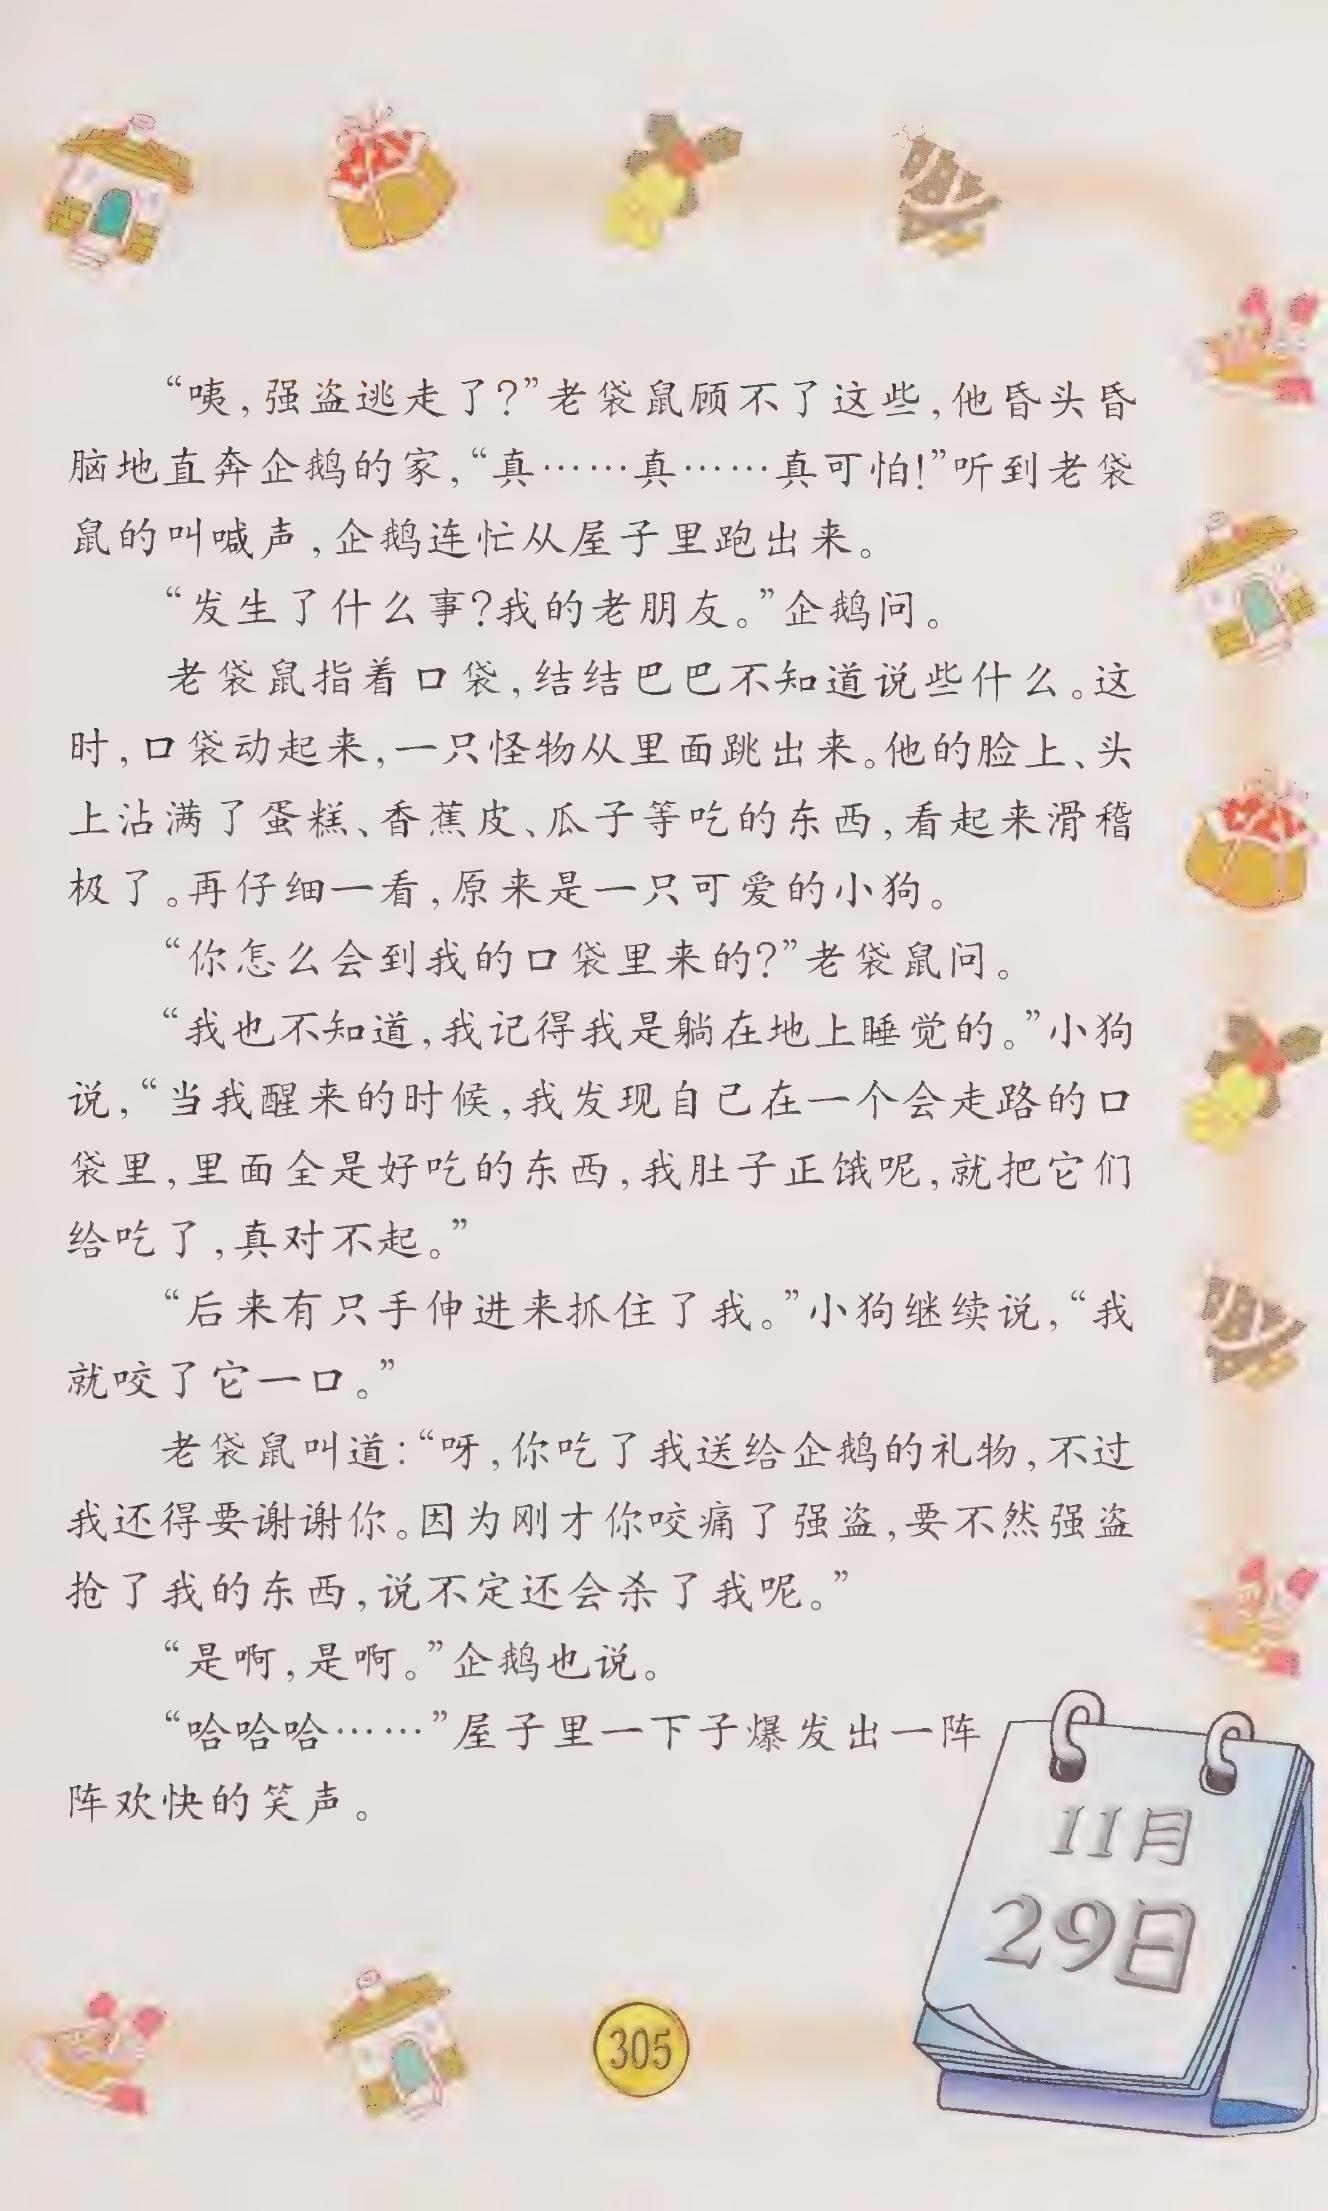 “咦,强盗逃走了?”老袋鼠顾不了这些,他昏头昏
脑地直奔企鹅的家,“真……真……真可怕!”听到老袋
鼠的叫喊声,企鹅连忙从屋子里跑出来。
“发生了什么事?我的老朋友。”企鹅问。
老袋鼠指着口袋,结结巴巴不知道说些什么。这
时,口袋动起来,一只怪物从里面跳出来。他的脸上、头
上沾满了蛋糕、香蕉皮、瓜子等吃的东西,看起来滑稽
极了。再仔细一看,原来是一只可爱的小狗。
“你怎么会到我的口袋里来的?”老袋鼠问。
“我也不知道,我记得我是躺在地上睡觉的。”小狗
说,“当我醒来的时候,我发现自己在一个会走路的口
袋里,里面全是好吃的东西,我肚子正饿呢,就把它们
给吃了,真对不起。”
“后来有只手伸进来抓住了我。”小狗继续说,“我
就咬了它一口。”
老袋鼠叫道:“呀,你吃了我送给企鹅的礼物,不过
我还得要谢谢你。因为刚才你咬痛了强盗,要不然强盗
抢了我的东西,说不定还会杀了我呢。”
“是啊,是啊。”企鹅也说。
“哈哈哈……”屋子里一下子爆发出一阵
阵欢快的笑声。
11月
29日
305